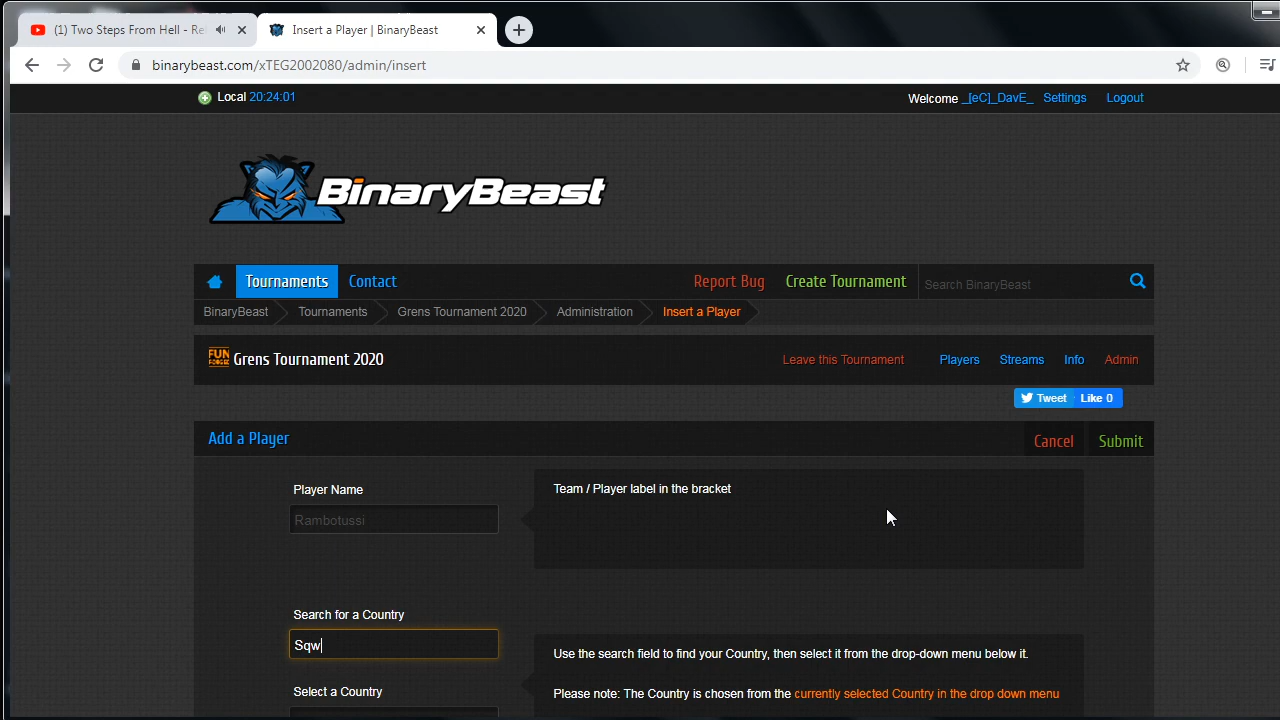 (1) Two Steps From Hell - Re
Insert a Player | BinaryBeast
binarybeast.com/xTEG2002080/admin/insert
Local 20:24:01
Welcome _[eC]_DavE_ Settings Logout
BinaryBeast
Tournaments Contact Report Bug Create Tournament Search BinaryBeast
BinaryBeast Tournaments Grens Tournament 2020 Administration Insert a Player
FUN
Grens Tournament 2020 Leave this Tournament Players Streams Info Admin
Tweet Like 0
Add a Player Cancel Submit
Player Name
Team / Player label in the bracket
Rambotussi
Search for a Country
Sqw
Use the search field to find your Country, then select it from the drop-down menu below it.
Select a Country
Please note: The Country is chosen from the currently selected Country in the drop down menu